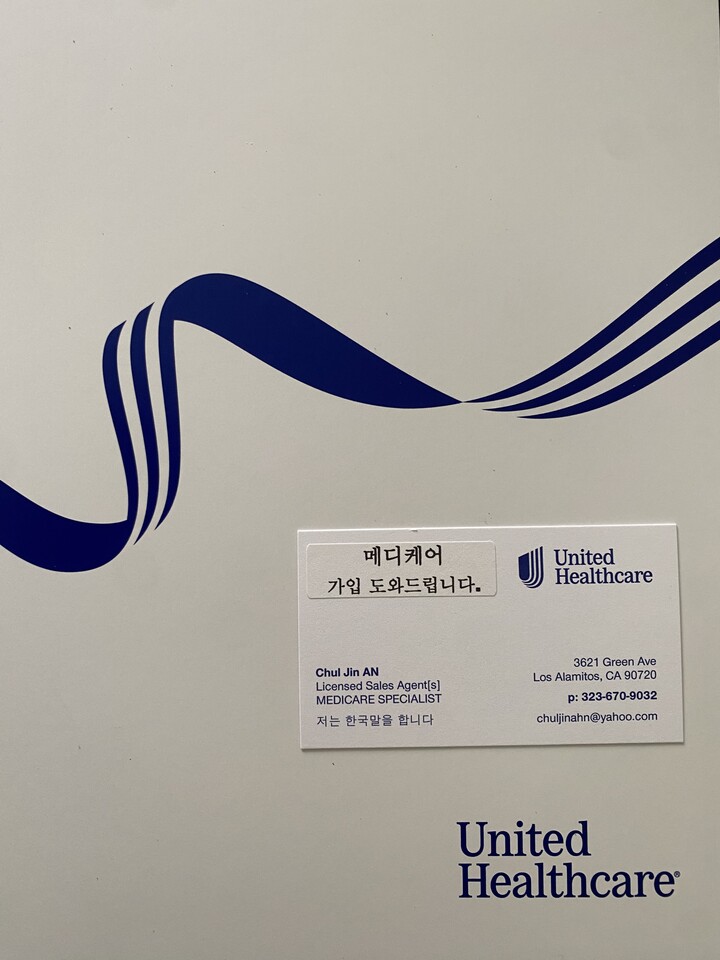 메디케어
가입 도와드립니다.
United
Healthcare
Chul Jin AN
Licensed Sales Agent[s]
MEDICARE SPECIALIST
저는 한국말을 합니다
3621 Green Ave
Los Alamitos, CA 90720
p: 323-670-9032
chuljinahn@yahoo.com
United
Healthcare®